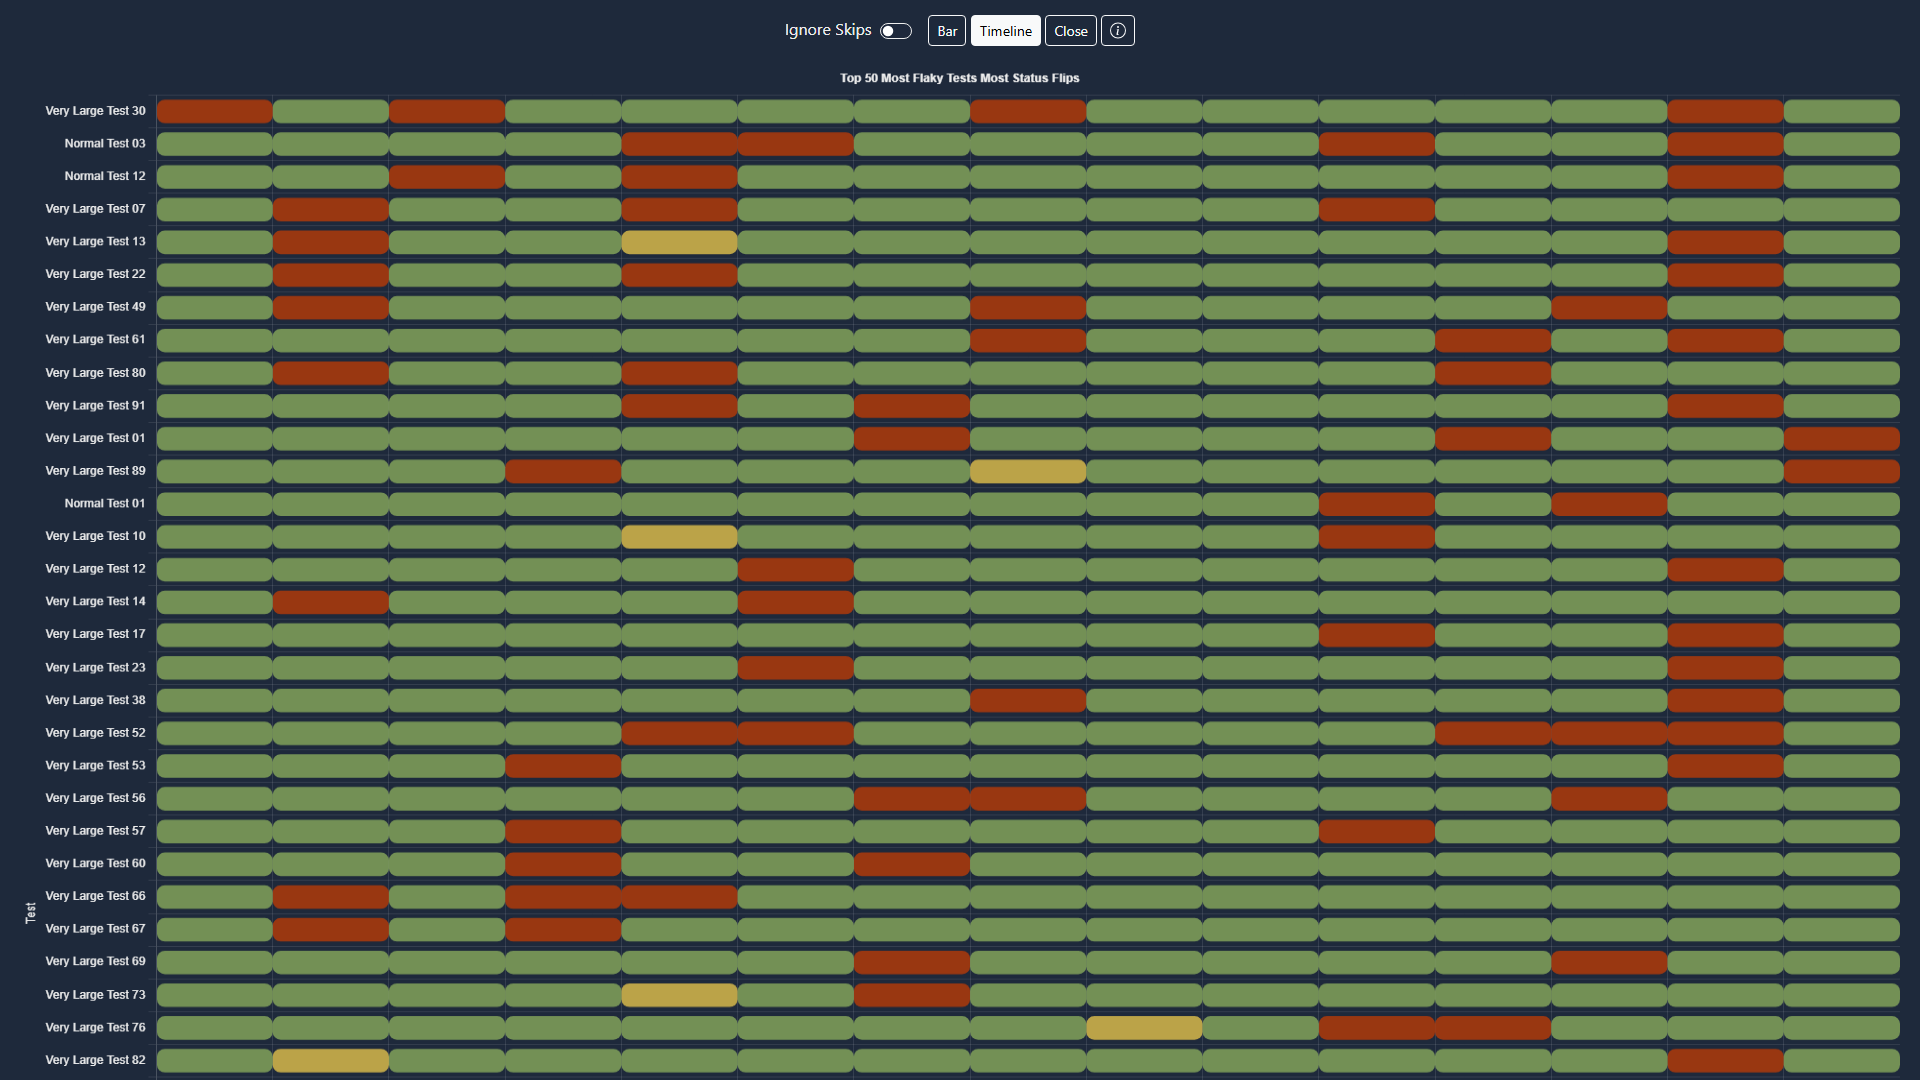 Ignore Skips
Bar
Timeline
Close
Top 50 Most Flaky Tests Most Status Flips
Very Large Test 30
Normal Test 03
Normal Test 12
Very Large Test 07
Very Large Test 13
Very Large Test 22
Very Large Test 49
Very Large Test 61
Very Large Test 80
Very Large Test 91
Very Large Test 01
Very Large Test 89
Normal Test 01
Very Large Test 10
Very Large Test 12
Very Large Test 14
Very Large Test 17
Very Large Test 23
Very Large Test 38
Very Large Test 52
Very Large Test 53
Very Large Test 56
Very Large Test 57
Very Large Test 60
Very Large Test 66
Very Large Test 67
Very Large Test 69
Very Large Test 73
Very Large Test 76
Very Large Test 82
Test